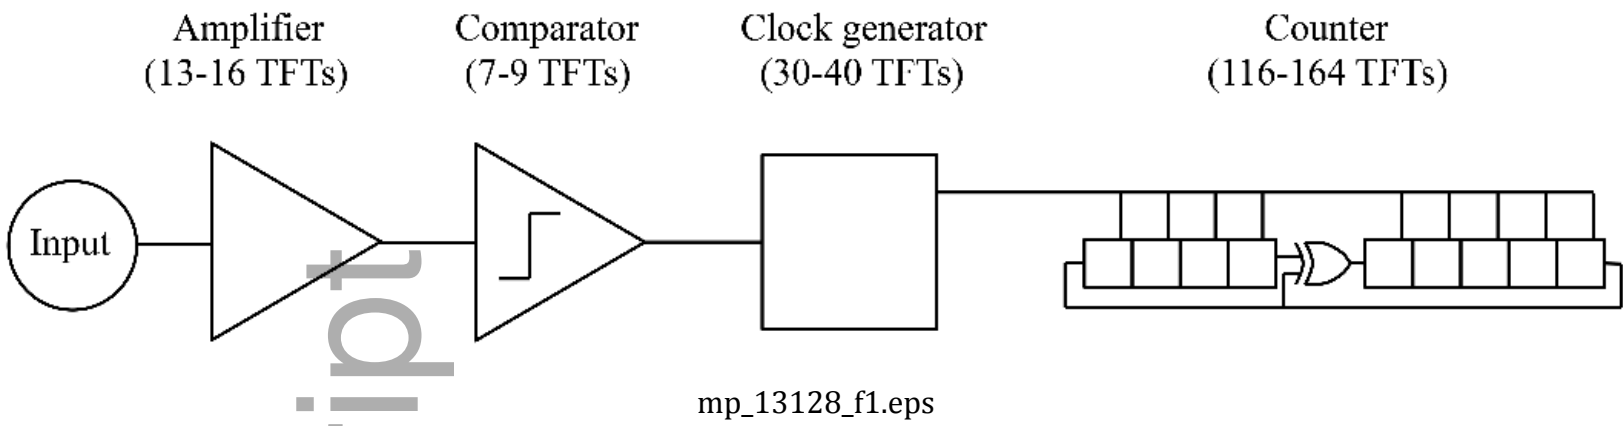 Amplifier
(13-16 TFTs)
Comparator
(7-9 TFTs)
Clock generator
(30-40 TFTs)
Counter
(116-164 TFTs)
Input
ipt
mp_13128_f1.eps